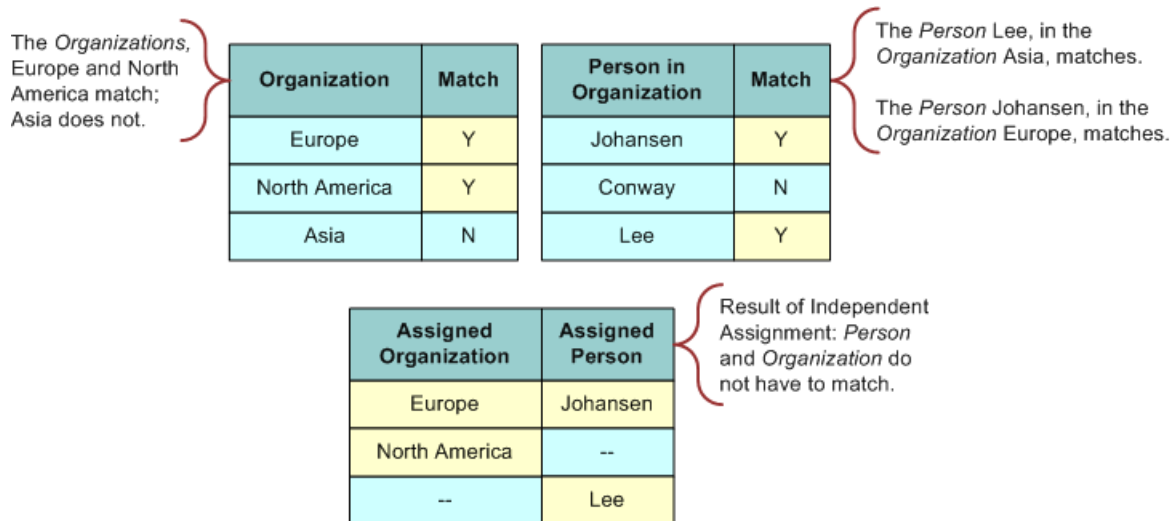 The Organizations,
Europe and North
America match;
Asia does not.
Organization Match
Europe Y
North America Y
Asia N
Person in
Organization
Match
Johansen Y
Conway N
Lee Y
The Person Lee, in the
Organization Asia, matches.
The Person Johansen, in the
Organization Europe, matches.
Assigned
Organization
Assigned
Person
Europe Johansen
North America --
-- Lee
Result of Independent
Assignment: Person
and Organization do
not have to match.